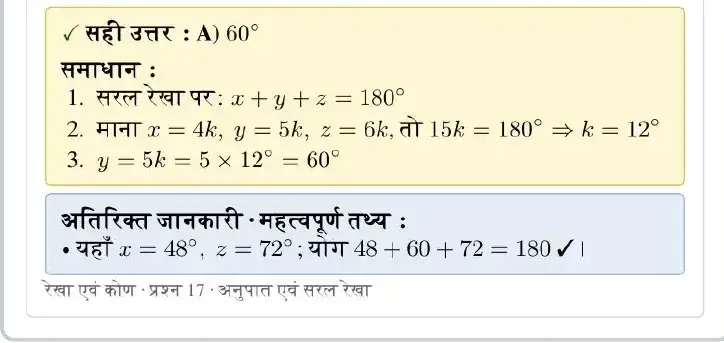 ✓ सही उत्तर : A) 60°
समाधान :
1. सरल रेखा पर: x + y + z = 180°
2. माना x = 4k, y = 5k, z = 6k, तो 15k = 180° ⇒ k = 12°
3. y = 5k = 5 × 12° = 60°
अतिरिक्त जानकारी · महत्वपूर्ण तथ्य :
• यहाँ x = 48°, z = 72° ; योग 48 + 60 + 72 = 180 ✓।
रेखा एवं कोण · प्रश्न 17 · अनुपात एवं सरल रेखा